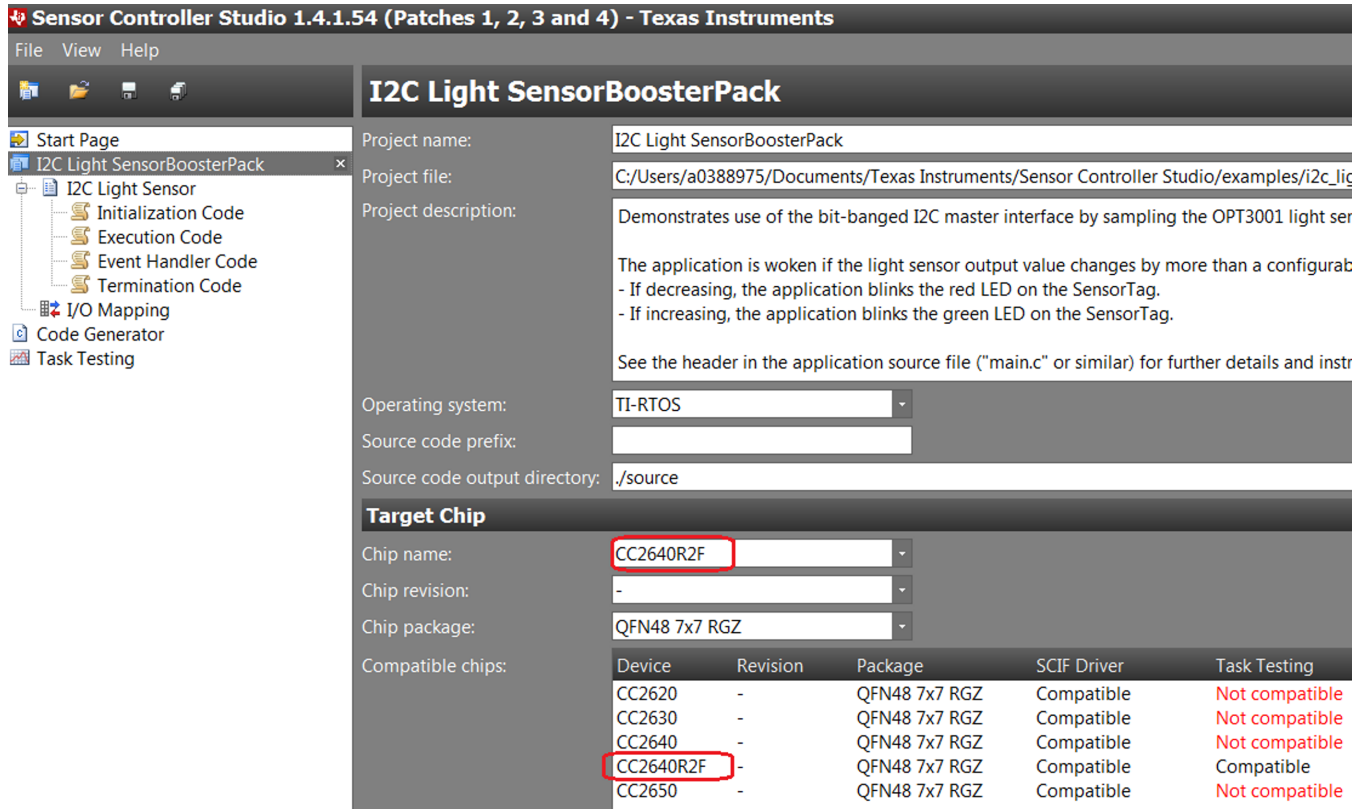 Sensor Controller Studio 1.4.1.54 (Patches 1, 2, 3 and 4) - Texas Instruments
File View Help
I2C Light SensorBoosterPack
Start Page
I2C Light SensorBoosterPack
I2C Light Sensor
Initialization Code
Execution Code
Event Handler Code
Termination Code
I/O Mapping
Code Generator
Task Testing
Project name: I2C Light SensorBoosterPack
Project file: C:/Users/a0388975/Documents/Texas Instruments/Sensor Controller Studio/examples/i2c_lig
Project description: Demonstrates use of the bit-banged I2C master interface by sampling the OPT3001 light ser
The application is woken if the light sensor output value changes by more than a configurab
- If decreasing, the application blinks the red LED on the SensorTag.
- If increasing, the application blinks the green LED on the SensorTag.
See the header in the application source file ("main.c" or similar) for further details and instr
Operating system: TI-RTOS
Source code prefix:
Source code output directory: ./source
Target Chip
Chip name: CC2640R2F
Chip revision: -
Chip package: QFN48 7x7 RGZ
Compatible chips: Device Revision Package SCIF Driver Task Testing
CC2620 - QFN48 7x7 RGZ Compatible Not compatible
CC2630 - QFN48 7x7 RGZ Compatible Not compatible
CC2640 - QFN48 7x7 RGZ Compatible Not compatible
CC2640R2F - QFN48 7x7 RGZ Compatible Compatible
CC2650 - QFN48 7x7 RGZ Compatible Not compatible